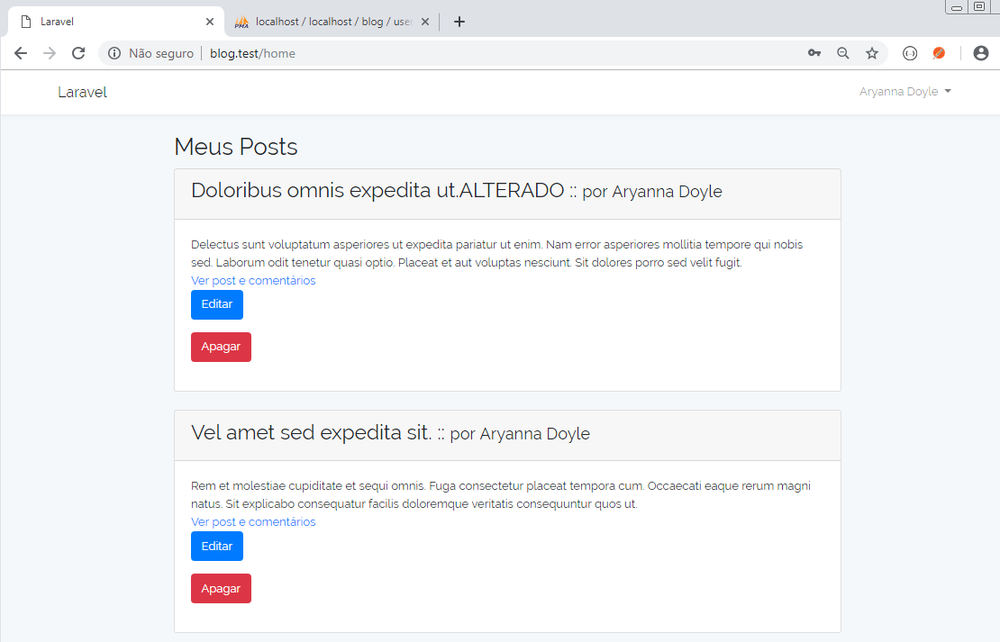 Laravel
localhost / localhost / blog / use
Não seguro
blog.test/home
Laravel
Aryanna Doyle
Meus Posts
Doloribus omnis expedita ut.ALTERADO :: por Aryanna Doyle
Delectus sunt voluptatum asperiores ut expedita pariatur ut enim. Nam error asperiores mollitia tempore qui nobis
sed. Laborum odit tenetur quasi optio. Placeat et aut voluptas nesciunt. Sit dolores porro sed velit fugit.
Ver post e comentários
Editar
Apagar
Vel amet sed expedita sit. :: por Aryanna Doyle
Rem et molestiae cupiditate et sequi omnis. Fuga consectetur placeat tempora cum. Occaecati eaque rerum magni
natus. Sit explicabo consequatur facilis doloremque veritatis consequuntur quos ut.
Ver post e comentários
Editar
Apagar